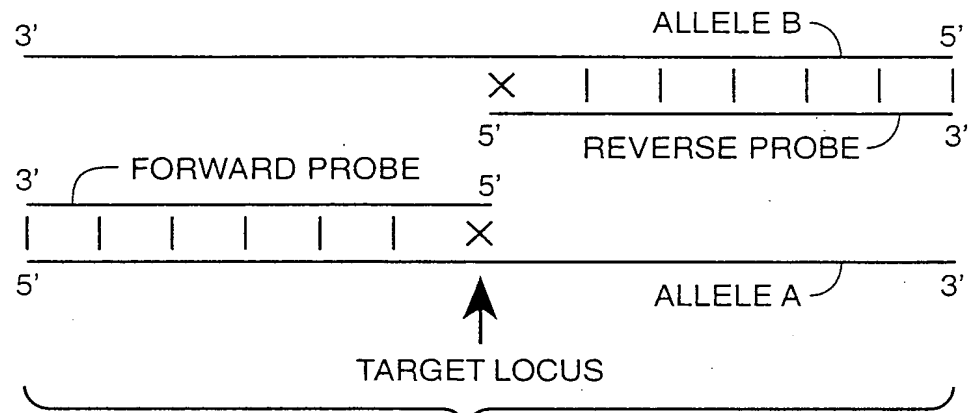 3' ALLELE B 5'
5' REVERSE PROBE 3'
3' FORWARD PROBE 5'
5' ALLELE A 3'
TARGET LOCUS